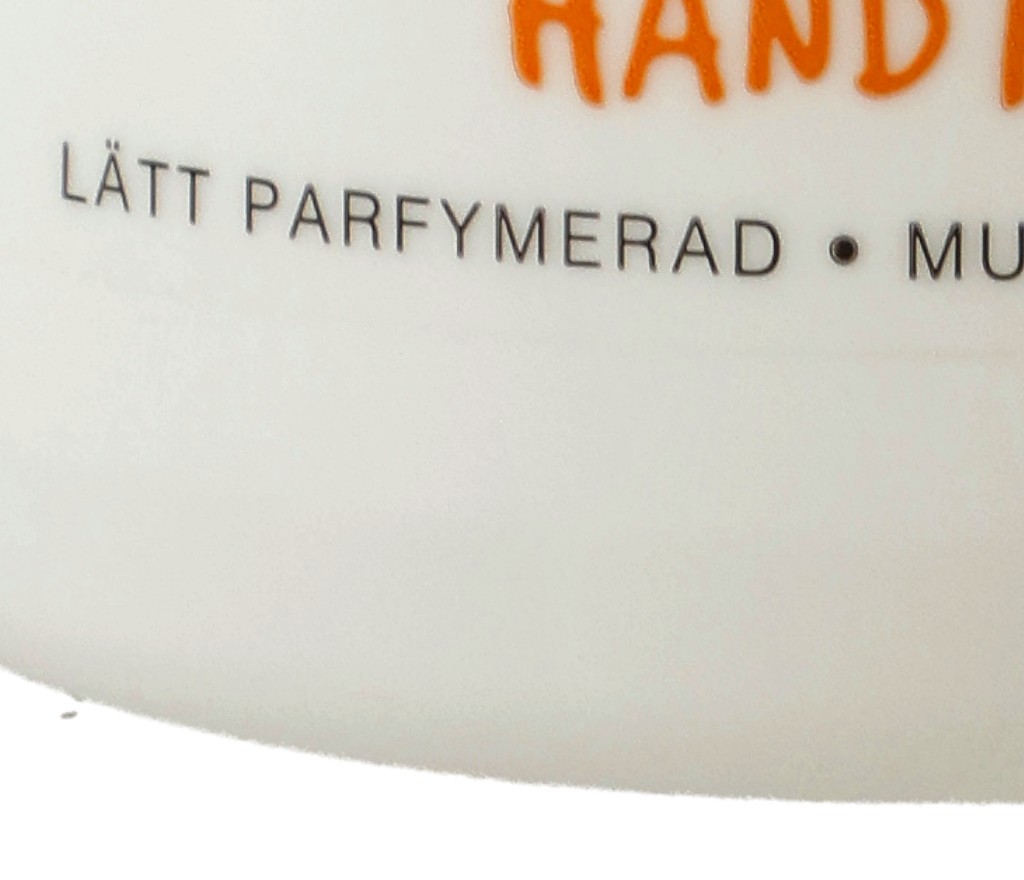 HAND
LÄTT PARFYMERAD • MU